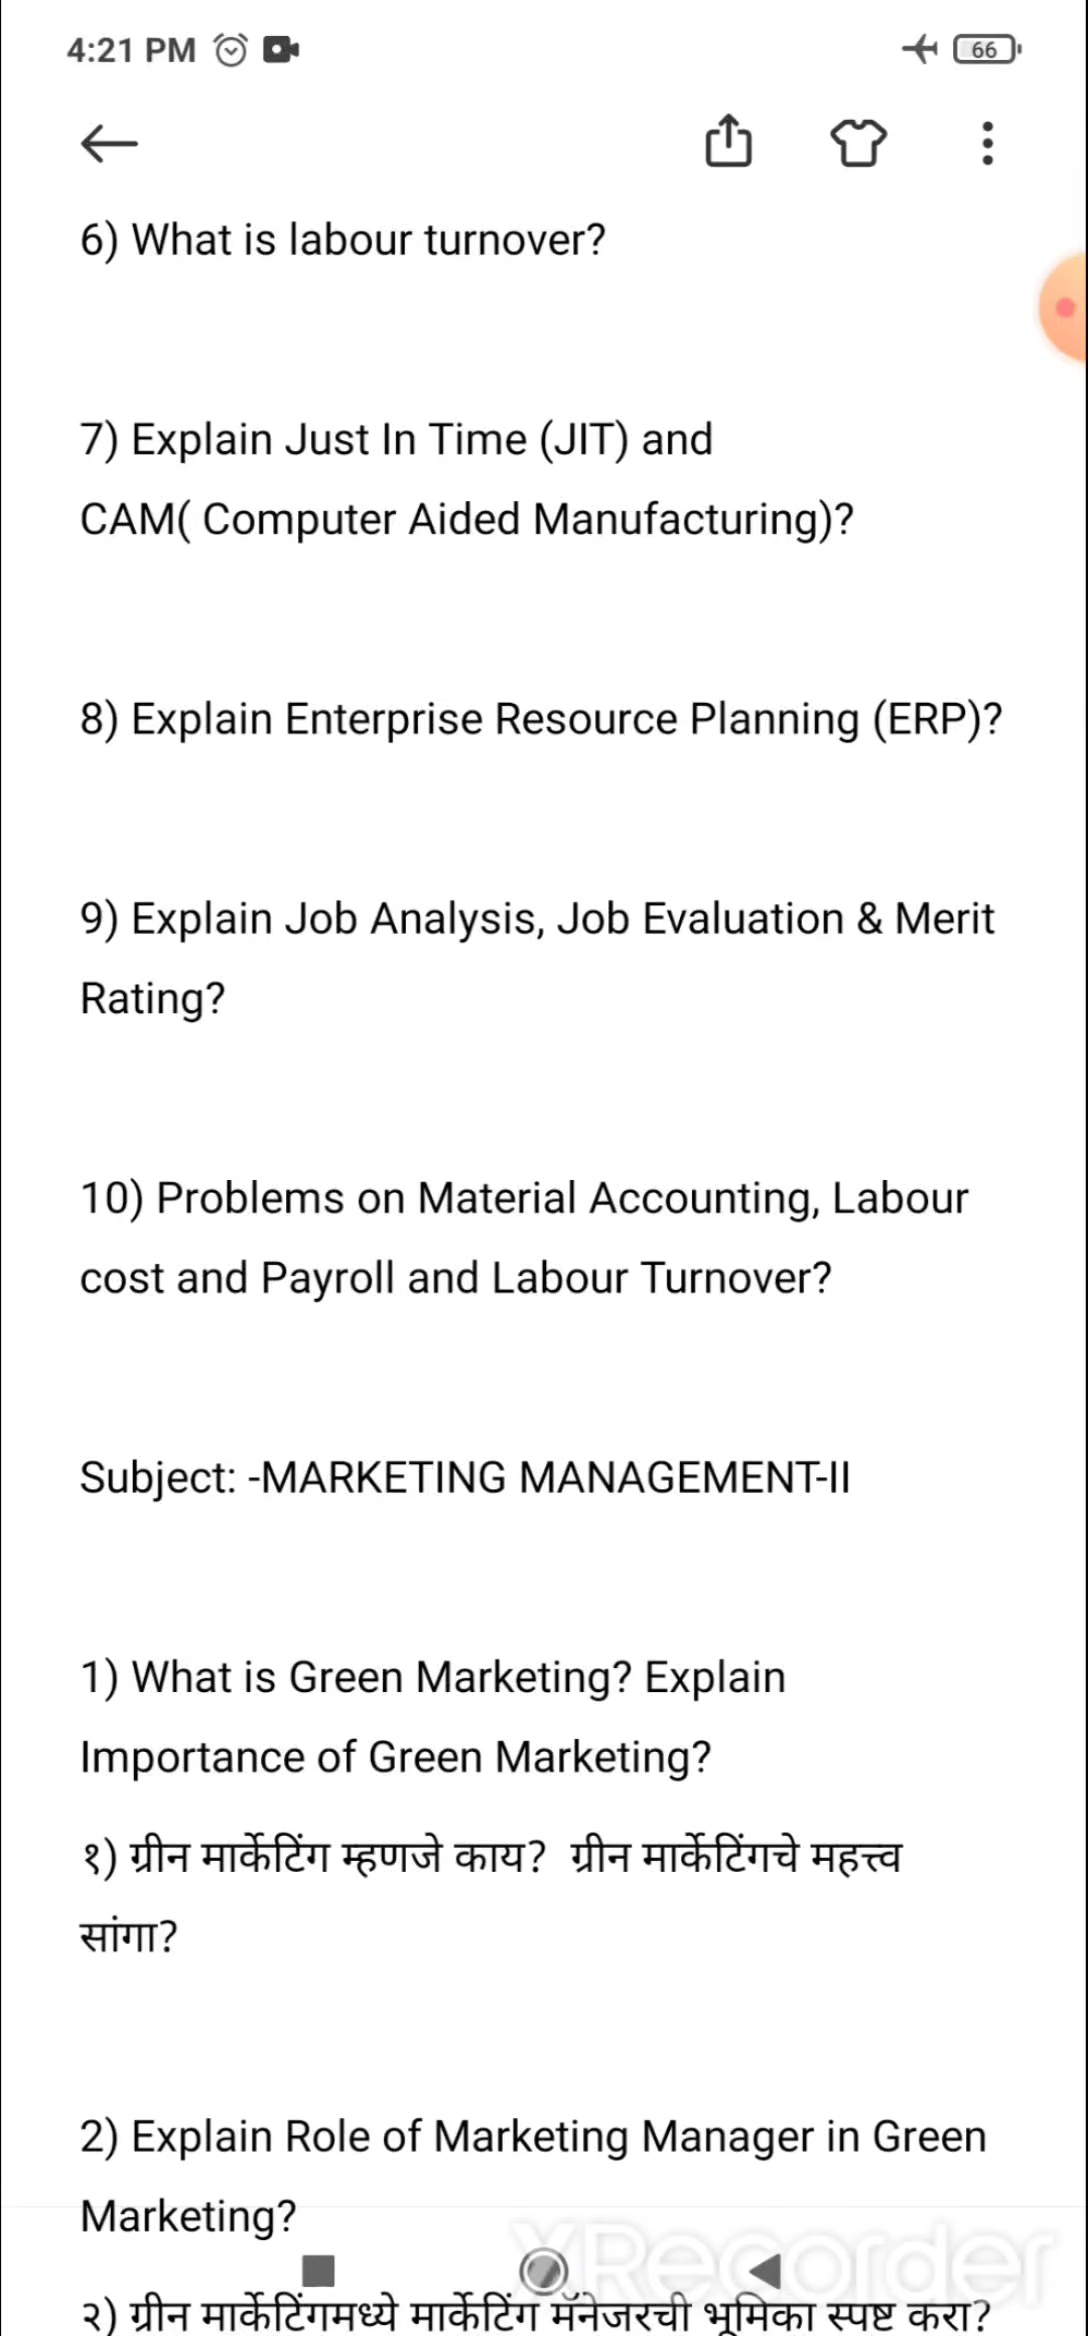 4:21 PM
66
6) What is labour turnover?
7) Explain Just In Time (JIT) and
CAM( Computer Aided Manufacturing)?
8) Explain Enterprise Resource Planning (ERP)?
9) Explain Job Analysis, Job Evaluation & Merit
Rating?
10) Problems on Material Accounting, Labour
cost and Payroll and Labour Turnover?
Subject: -MARKETING MANAGEMENT-II
1) What is Green Marketing? Explain
Importance of Green Marketing?
१) ग्रीन मार्केटिंग म्हणजे काय? ग्रीन मार्केटिंगचे महत्त्व
सांगा?
2) Explain Role of Marketing Manager in Green
Marketing?
XRecorder
२) ग्रीन मार्केटिंगमध्ये मार्केटिंग मॅनेजरची भूमिका स्पष्ट करा?